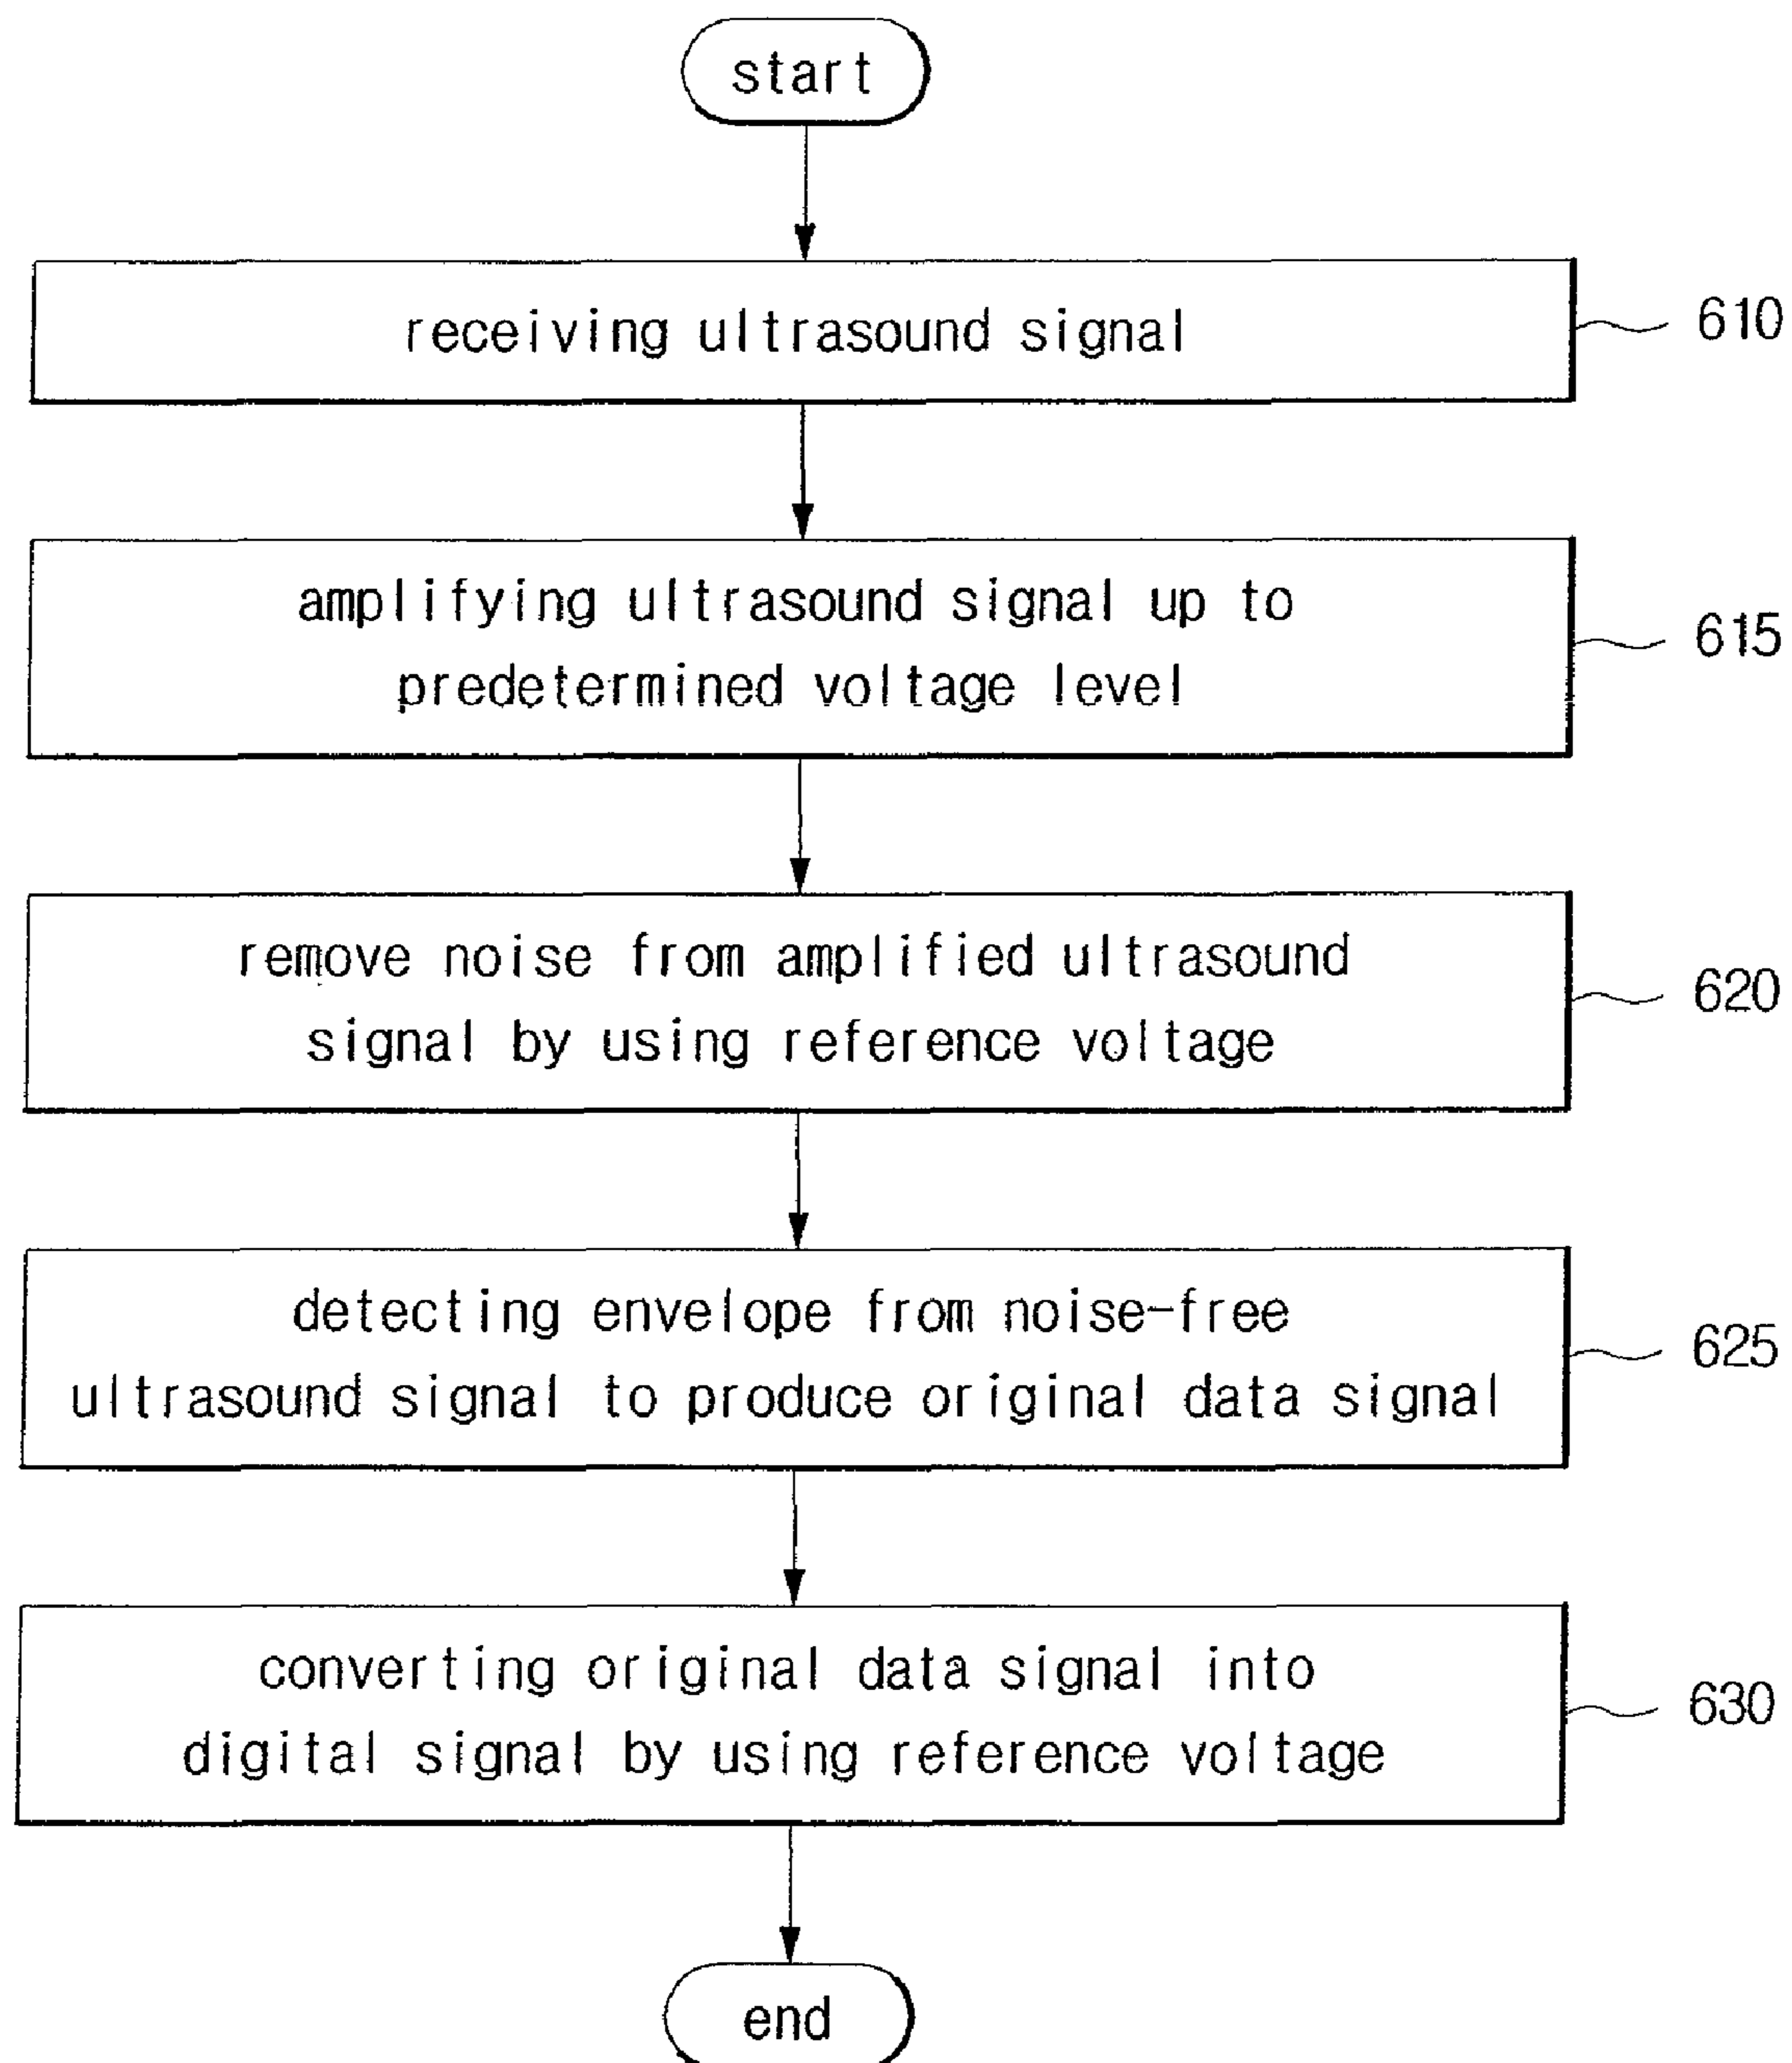 start
receiving ultrasound signal
610
amplifying ultrasound signal up to
predetermined voltage level
615
remove noise from amplified ultrasound
signal by using reference voltage
620
detecting envelope from noise-free
ultrasound signal to produce original data signal
625
converting original data signal into
digital signal by using reference voltage
630
end